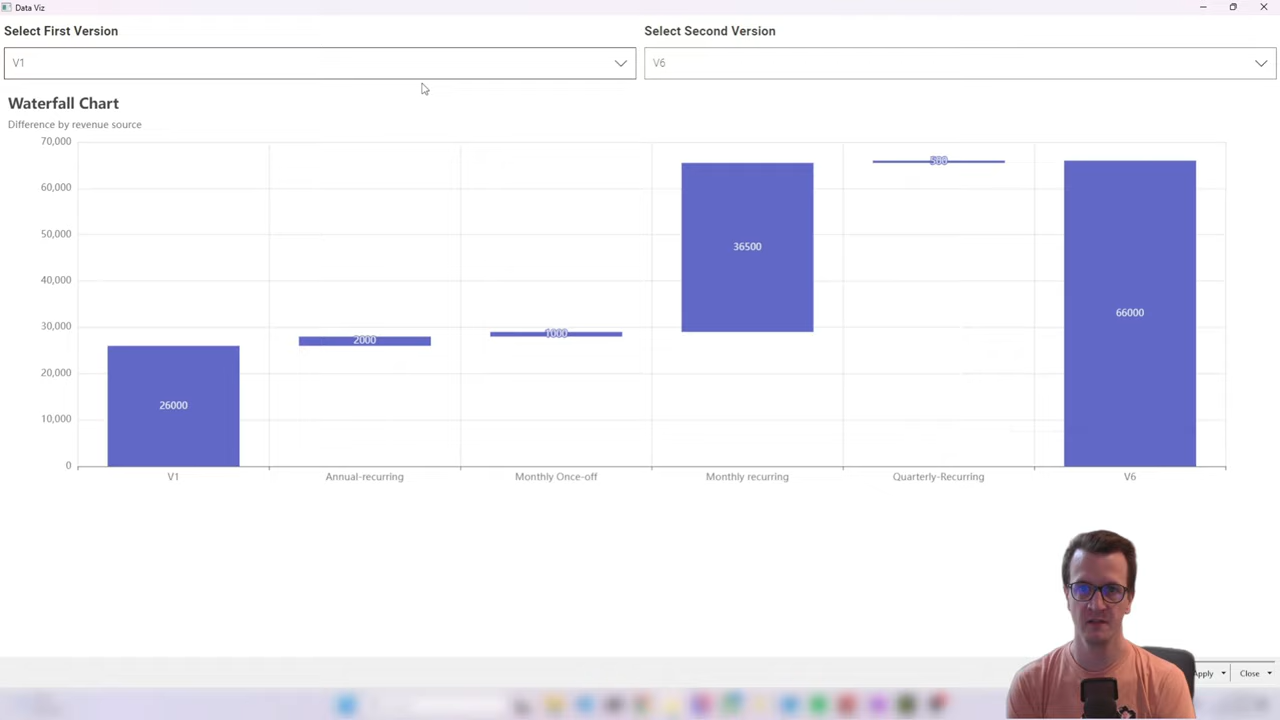 Data Viz
Select First Version
Select Second Version
V1
V6
Waterfall Chart
Difference by revenue source
70,000
60,000
50,000
40,000
30,000
20,000
10,000
0
26000
2000
1000
36500
500
66000
V1
Annual-recurring
Monthly Once-off
Monthly recurring
Quarterly-Recurring
V6
Apply
Close